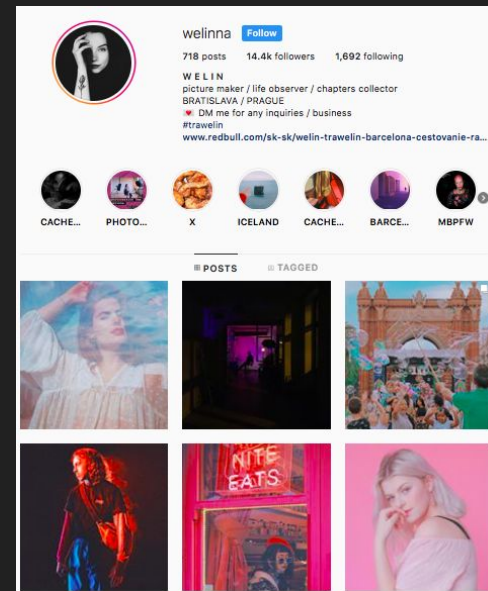 welinna Follow
718 posts 14.4k followers 1,692 following
W E L I N
picture maker / life observer / chapters collector
BRATISLAVA / PRAGUE
💌 DM me for any inquiries / business
#trawelin
www.redbull.com/sk-sk/welin-trawelin-barcelona-cestovanie-ra...
CACHE... PHOTO... X ICELAND CACHE... BARCE... MBPFW
POSTS TAGGED
NITE
EATS